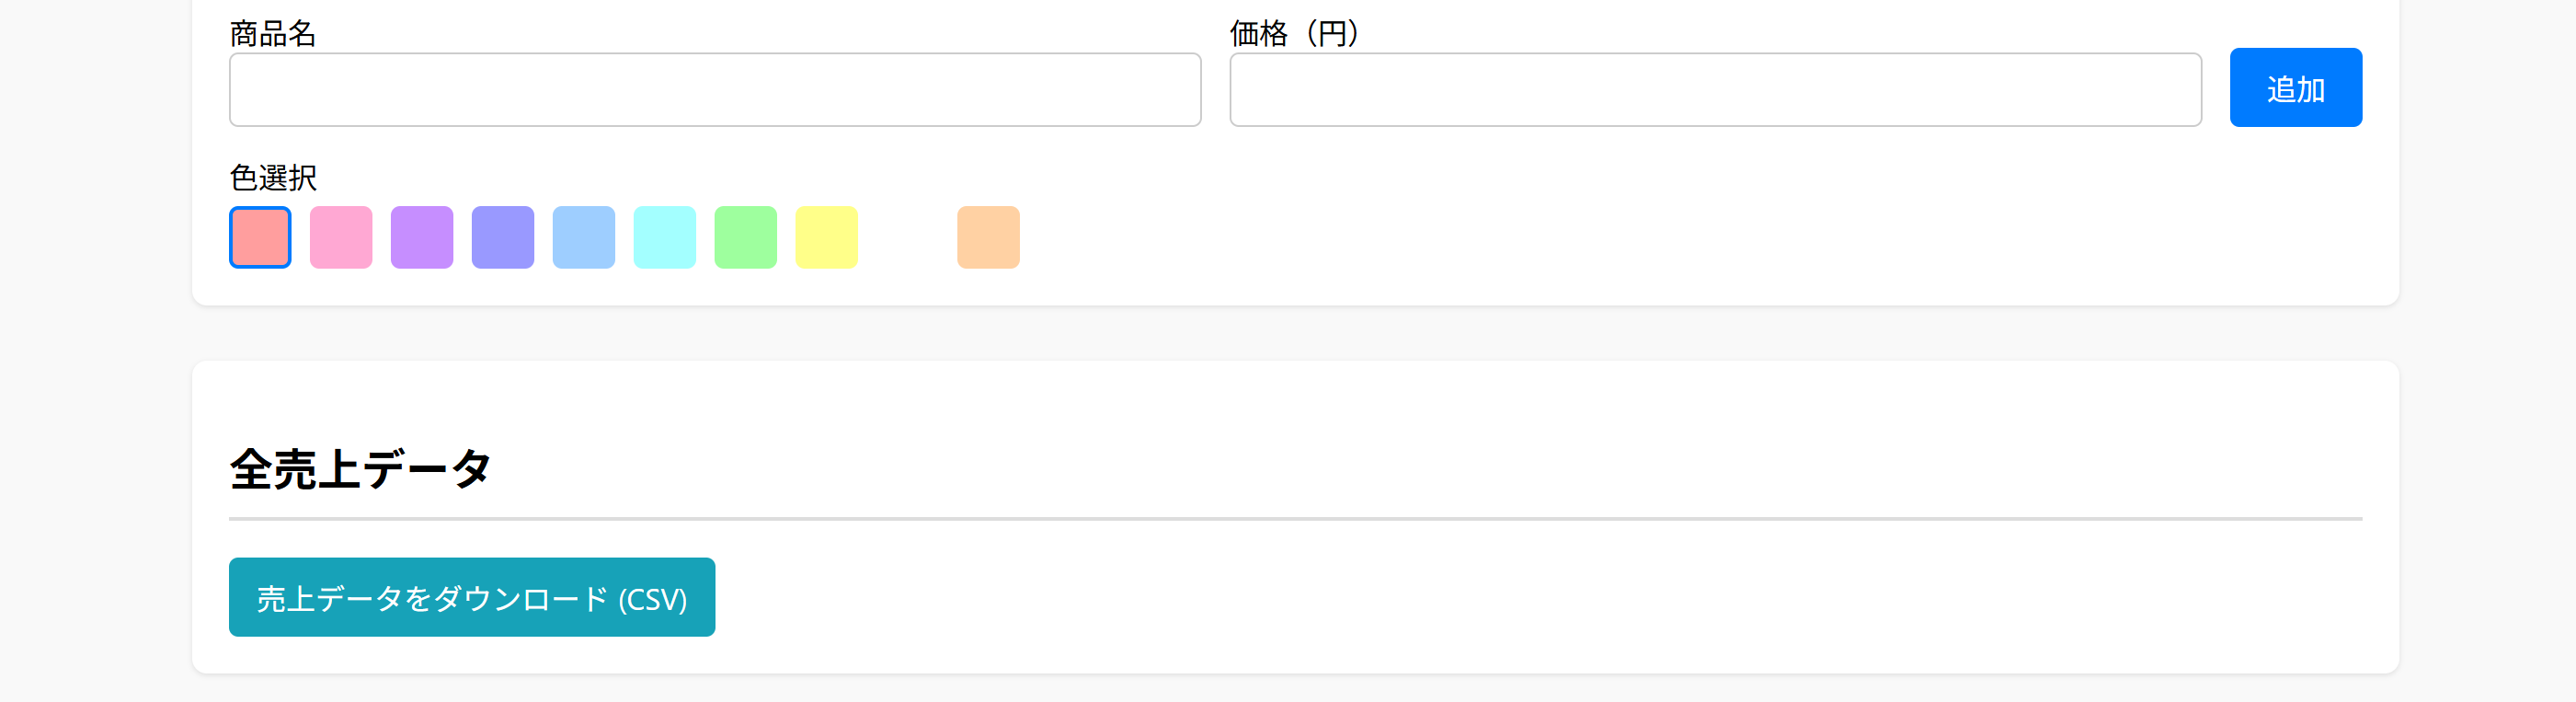 商品名
価格（円）
追加
色選択
全売上データ
売上データをダウンロード (CSV)